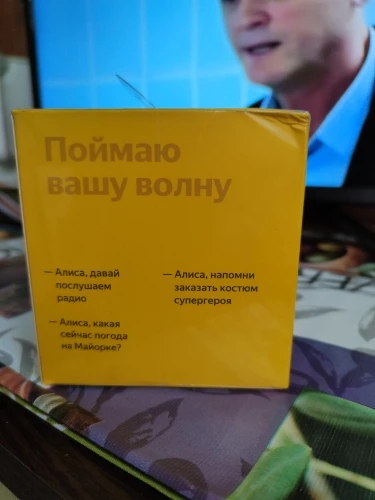 Поймаю
вашу волну
— Алиса, давай
послушаем
радио
— Алиса, какая
сейчас погода
на Майорке?
— Алиса, напомни
заказать костюм
супергероя